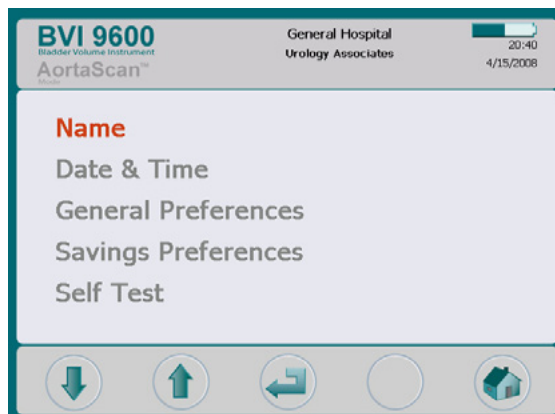 BVI 9600
Bladder Volume Instrument
AortaScan™
Mode
General Hospital
Urology Associates
20:40
4/15/2008
Name
Date & Time
General Preferences
Savings Preferences
Self Test